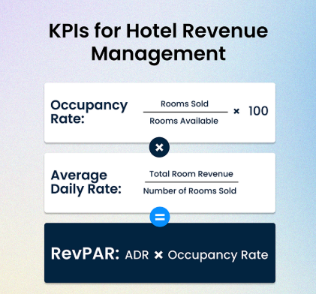 KPIs for Hotel Revenue
Management
Occupancy
Rate:
Rooms Sold
Rooms Available
× 100
×
Average
Daily Rate:
Total Room Revenue
Number of Rooms Sold
=
RevPAR: ADR × Occupancy Rate